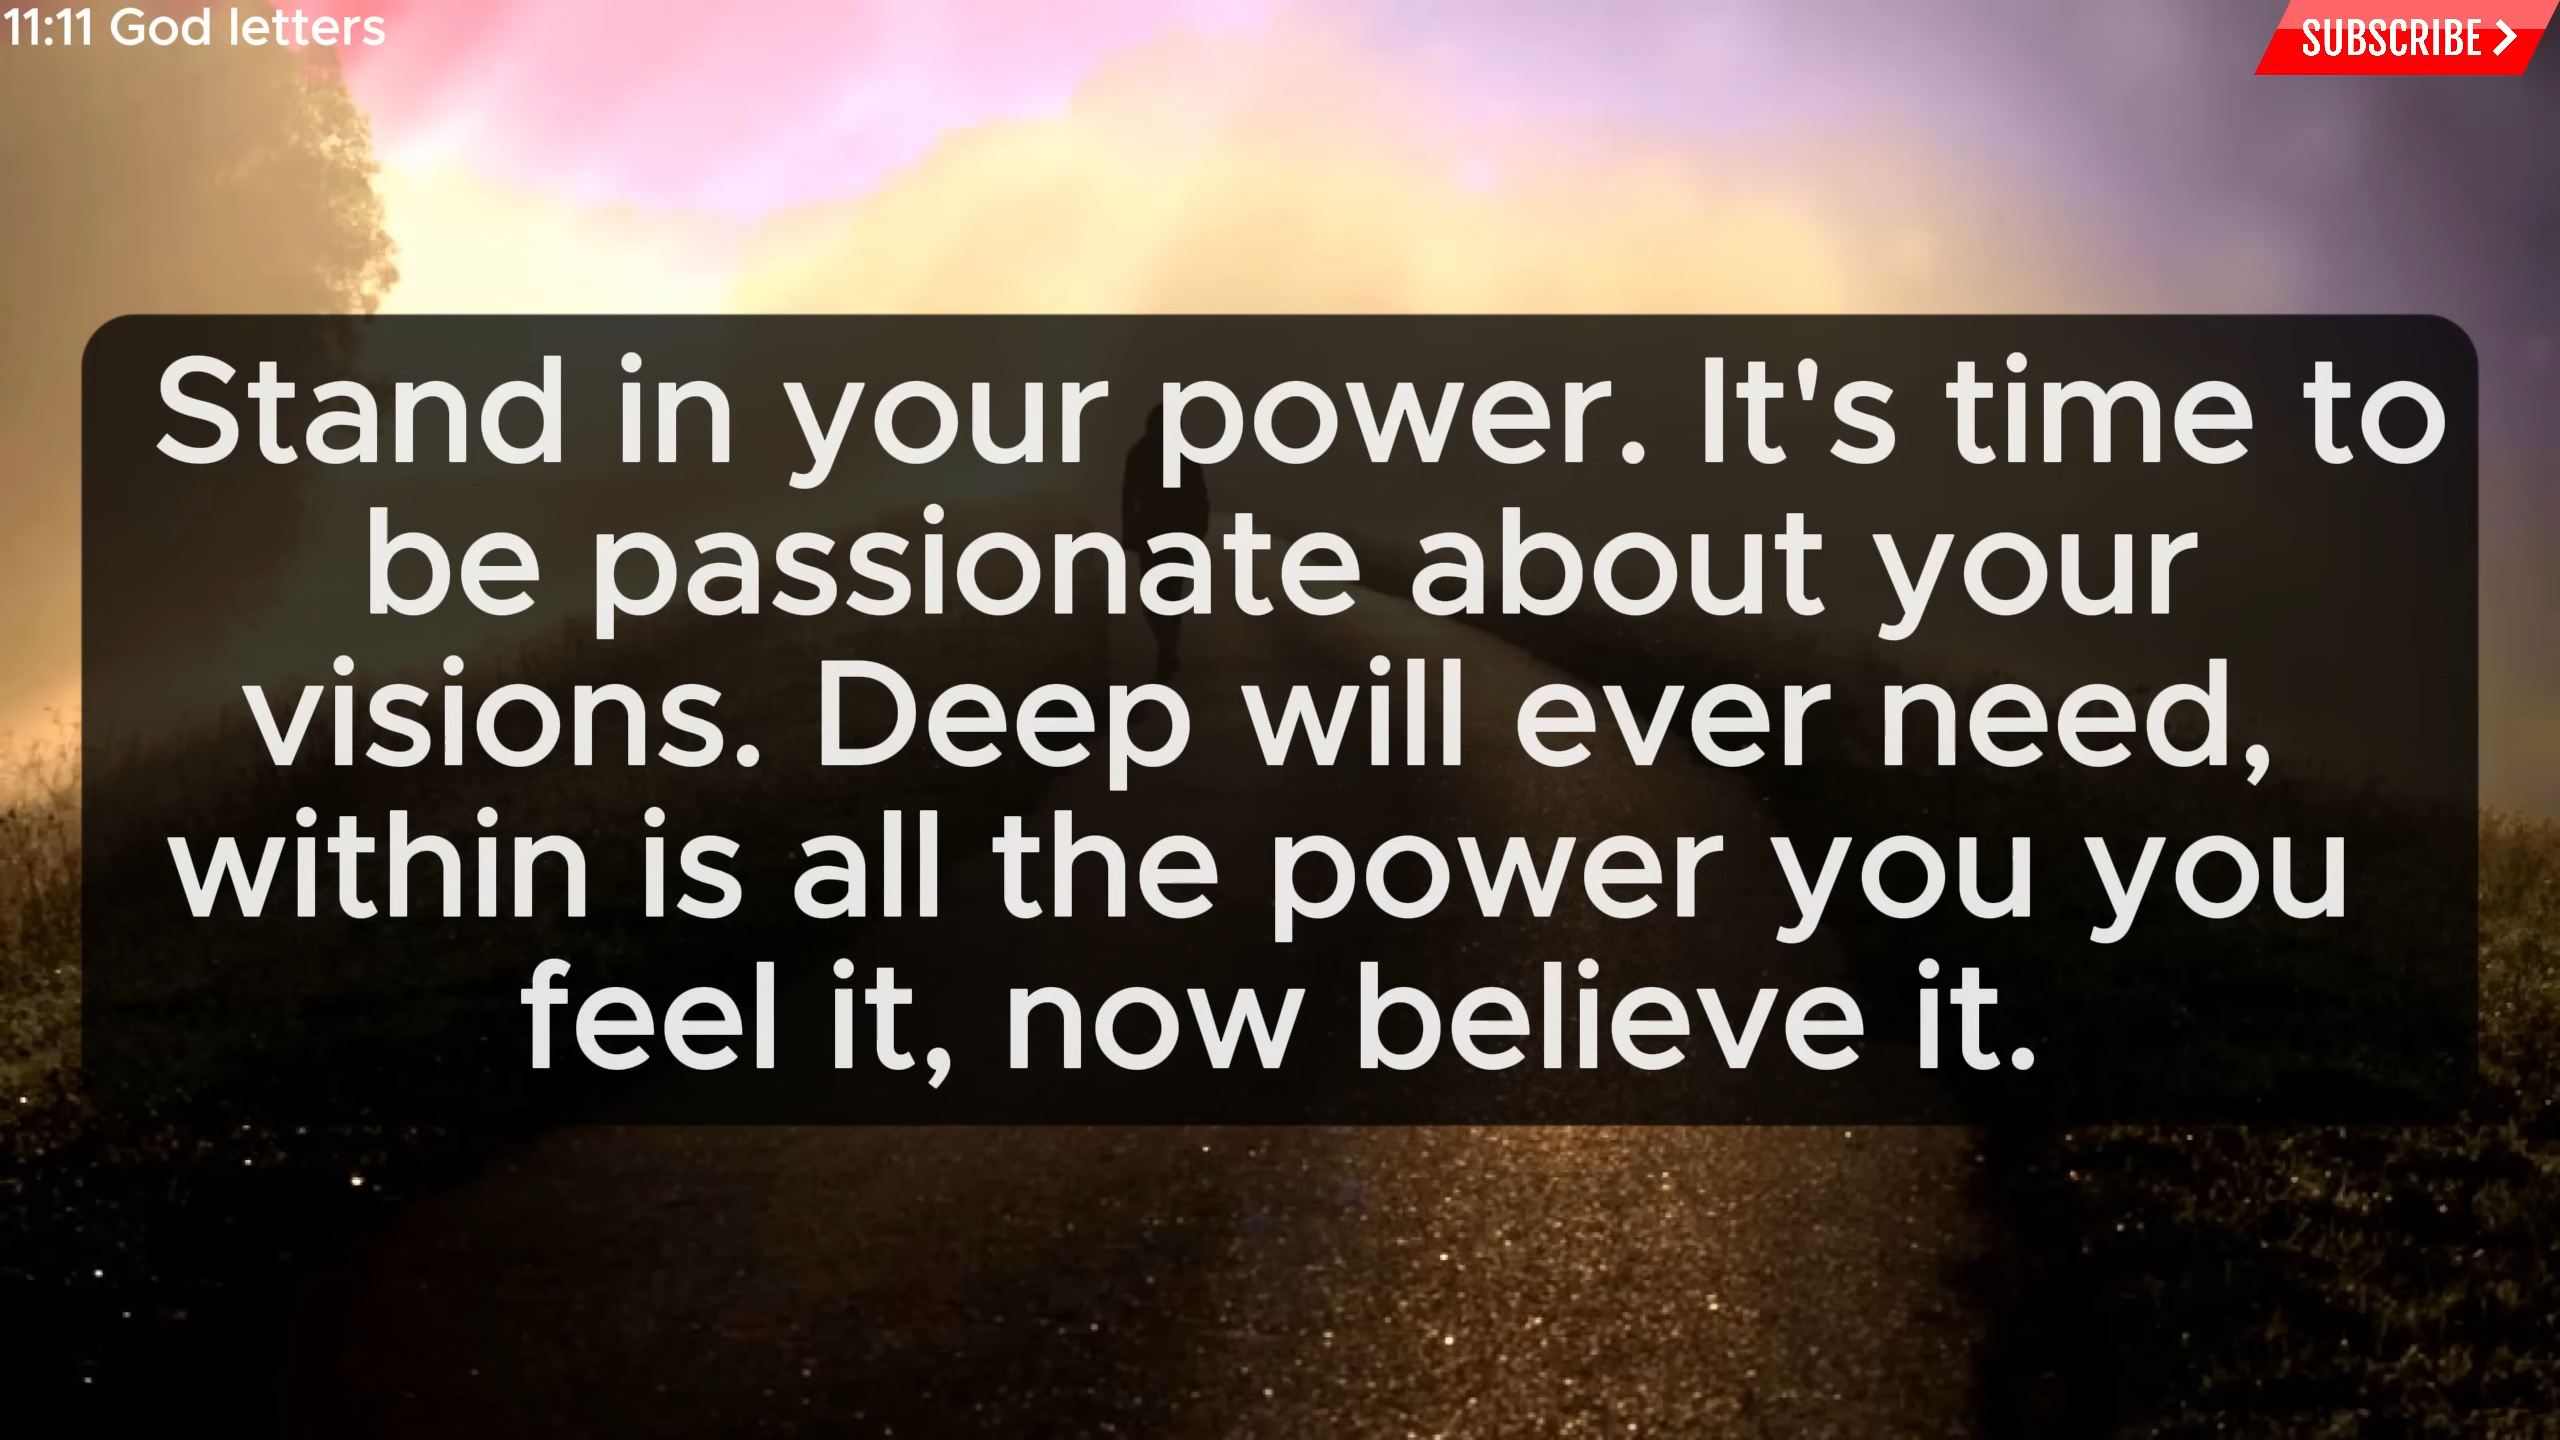 11:11 God letters
SUBSCRIBE
Stand in your power. It's time to
be passionate about your
visions. Deep will ever need,
within is all the power you you
feel it, now believe it.